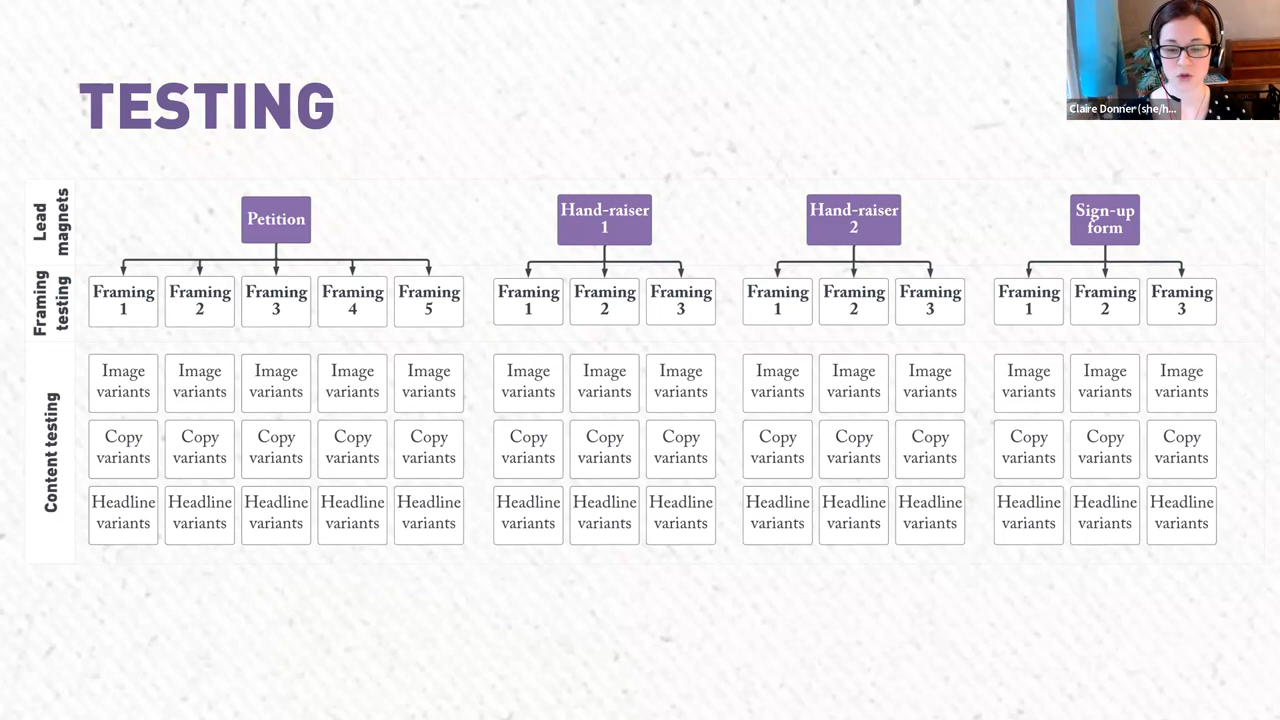 TESTING
Claire Donner (she/h...
Lead
magnets
Petition
Hand-raiser
1
Hand-raiser
2
Sign-up
form
Framing
testing
Framing
1
Framing
2
Framing
3
Framing
4
Framing
5
Framing
1
Framing
2
Framing
3
Framing
1
Framing
2
Framing
3
Framing
1
Framing
2
Framing
3
Content testing
Image
variants
Image
variants
Image
variants
Image
variants
Image
variants
Image
variants
Image
variants
Image
variants
Image
variants
Image
variants
Image
variants
Image
variants
Image
variants
Image
variants
Copy
variants
Copy
variants
Copy
variants
Copy
variants
Copy
variants
Copy
variants
Copy
variants
Copy
variants
Copy
variants
Copy
variants
Copy
variants
Copy
variants
Copy
variants
Copy
variants
Headline
variants
Headline
variants
Headline
variants
Headline
variants
Headline
variants
Headline
variants
Headline
variants
Headline
variants
Headline
variants
Headline
variants
Headline
variants
Headline
variants
Headline
variants
Headline
variants